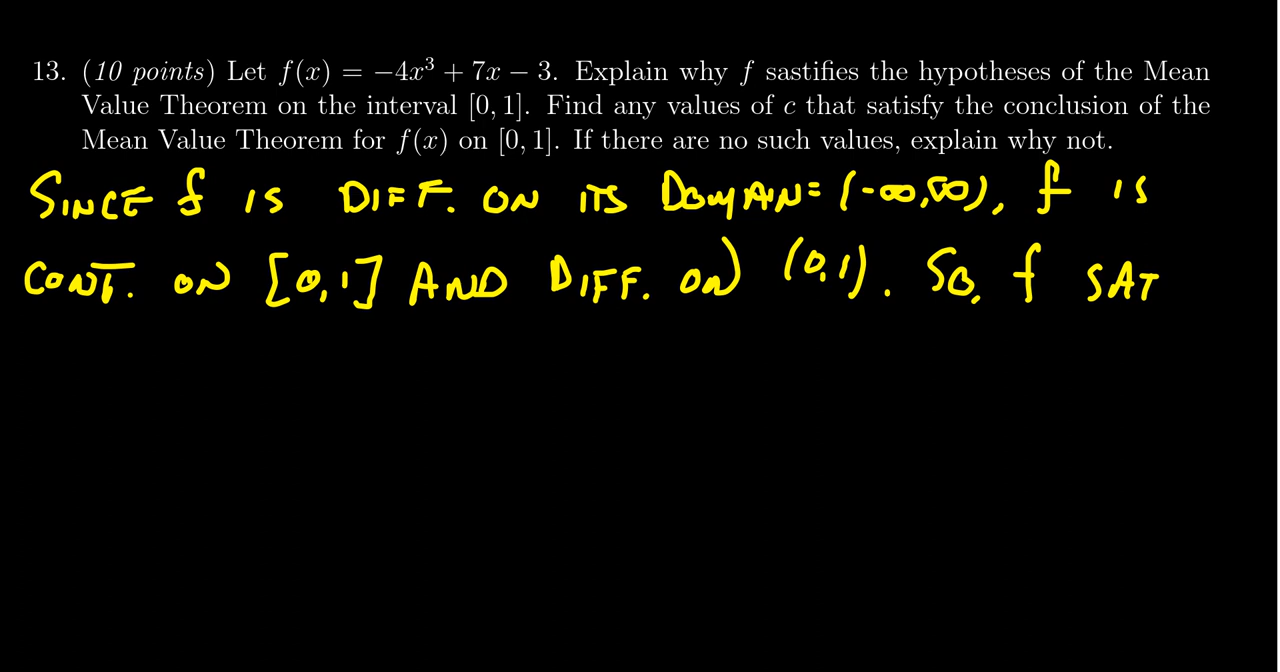 13. (10 points) Let f(x) = −4x³ + 7x − 3. Explain why f sastifies the hypotheses of the Mean
Value Theorem on the interval [0, 1]. Find any values of c that satisfy the conclusion of the
Mean Value Theorem for f(x) on [0, 1]. If there are no such values, explain why not.
SINCE f IS DIFF. ON ITS DOMAIN = (-∞,∞), f IS
CONT. ON [0,1] AND DIFF. ON (0,1). SO, f SAT